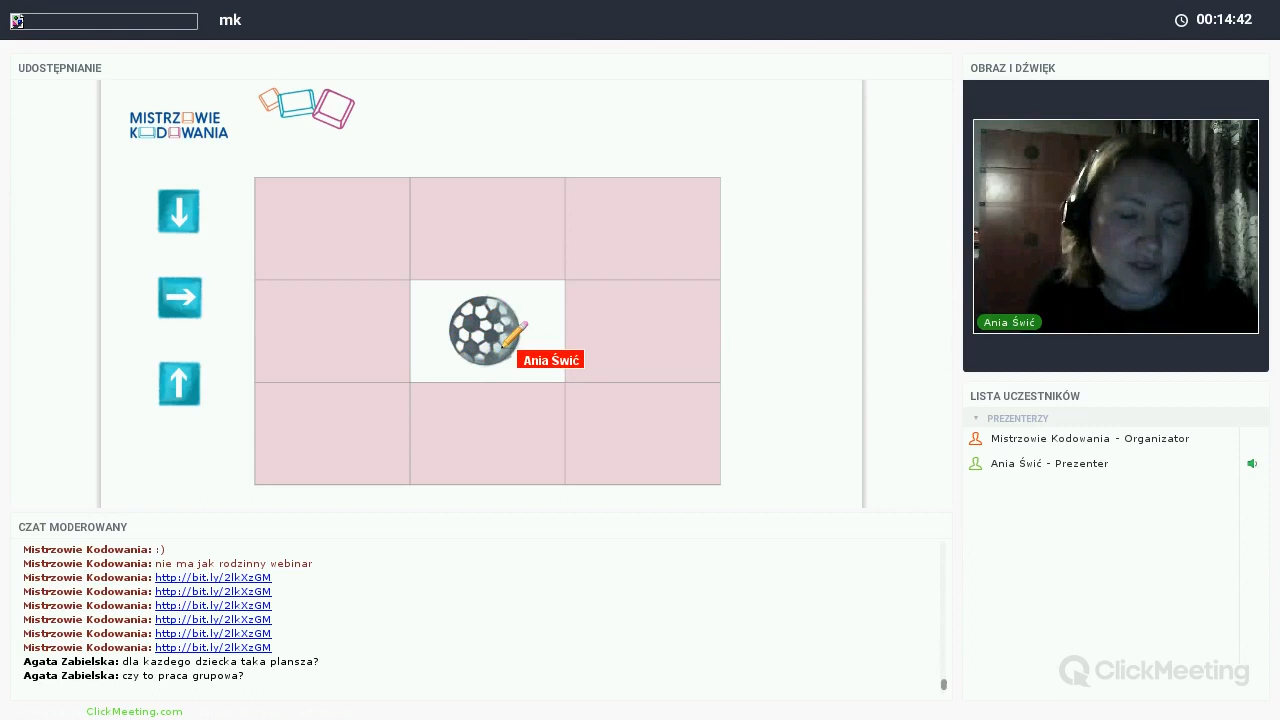 mk
00:14:42
UDOSTĘPNIANIE
MISTRZOWIE
KODOWANIA
Ania Świć
CZAT MODEROWANY
Mistrzowie Kodowania: :)
Mistrzowie Kodowania: nie ma jak rodzinny webinar
Mistrzowie Kodowania: http://bit.ly/2lkXzGM
Mistrzowie Kodowania: http://bit.ly/2lkXzGM
Mistrzowie Kodowania: http://bit.ly/2lkXzGM
Mistrzowie Kodowania: http://bit.ly/2lkXzGM
Mistrzowie Kodowania: http://bit.ly/2lkXzGM
Mistrzowie Kodowania: http://bit.ly/2lkXzGM
Agata Zabielska: dla kazdego dziecka taka plansza?
Agata Zabielska: czy to praca grupowa?
ClickMeeting.com
OBRAZ I DŹWIĘK
Ania Świć
LISTA UCZESTNIKÓW
PREZENTERZY
Mistrzowie Kodowania - Organizator
Ania Świć - Prezenter
ClickMeeting